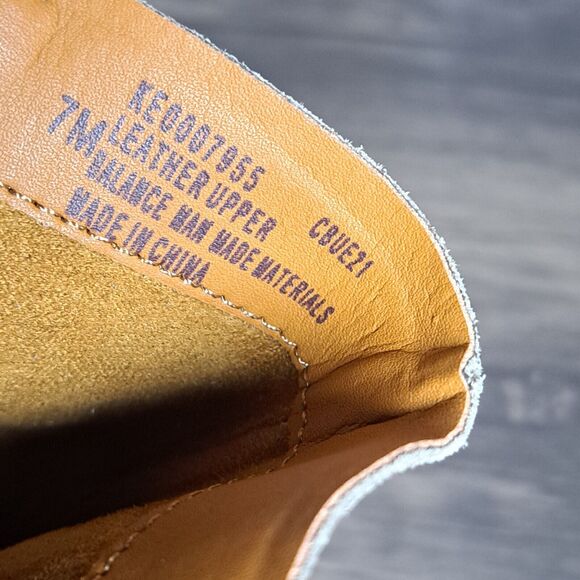 KE0007955
7M LEATHER UPPER
BALANCE MAN MADE MATERIALS
MADE IN CHINA
CBUE21